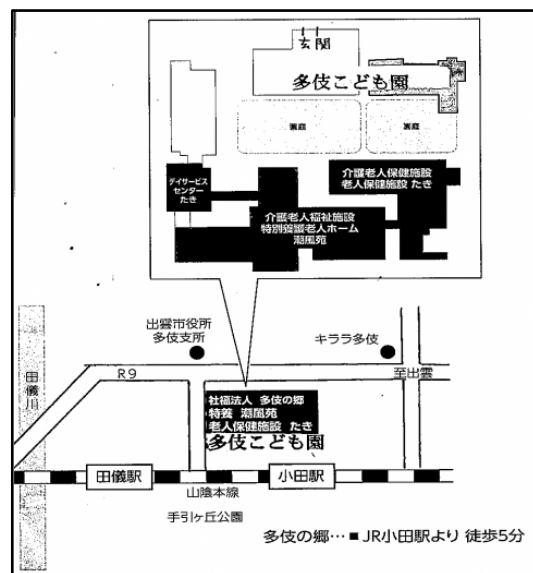 玄関
多伎こども園
園庭
園庭
デイサービス
センター
たき
介護老人保健施設
老人保健施設 たき
介護老人福祉施設
特別養護老人ホーム
潮風苑
出雲市役所
多伎支所
キララ多伎
田儀川
R9
至出雲
社福法人 多伎の郷
特養 潮風苑
老人保健施設 たき
多伎こども園
田儀駅
小田駅
山陰本線
手引ヶ丘公園
多伎の郷…■JR小田駅より 徒歩5分